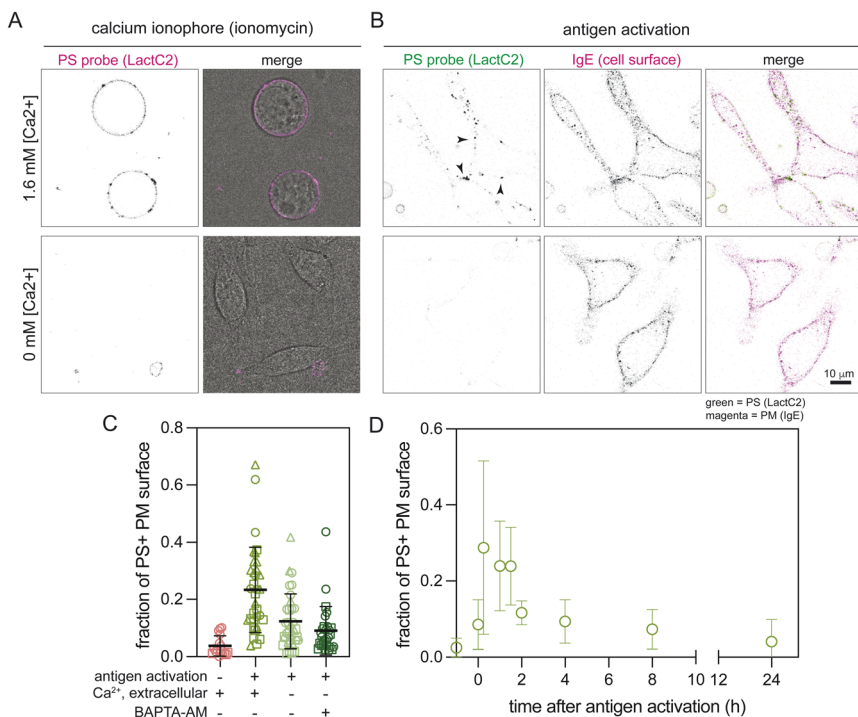 A
calcium ionophore (ionomycin)
PS probe (LactC2)
merge
1.6 mM [Ca2+]
0 mM [Ca2+]
B
antigen activation
PS probe (LactC2)
IgE (cell surface)
merge
10 μm
green = PS (LactC2)
magenta = PM (IgE)
C
fraction of PS+ PM surface
0.8
0.6
0.4
0.2
0.0
antigen activation - + + +
Ca²⁺, extracellular + + - -
BAPTA-AM - - - +
D
fraction of PS+ PM surface
0.6
0.4
0.2
0.0
0 2 4 6 8 10 12 24
time after antigen activation (h)